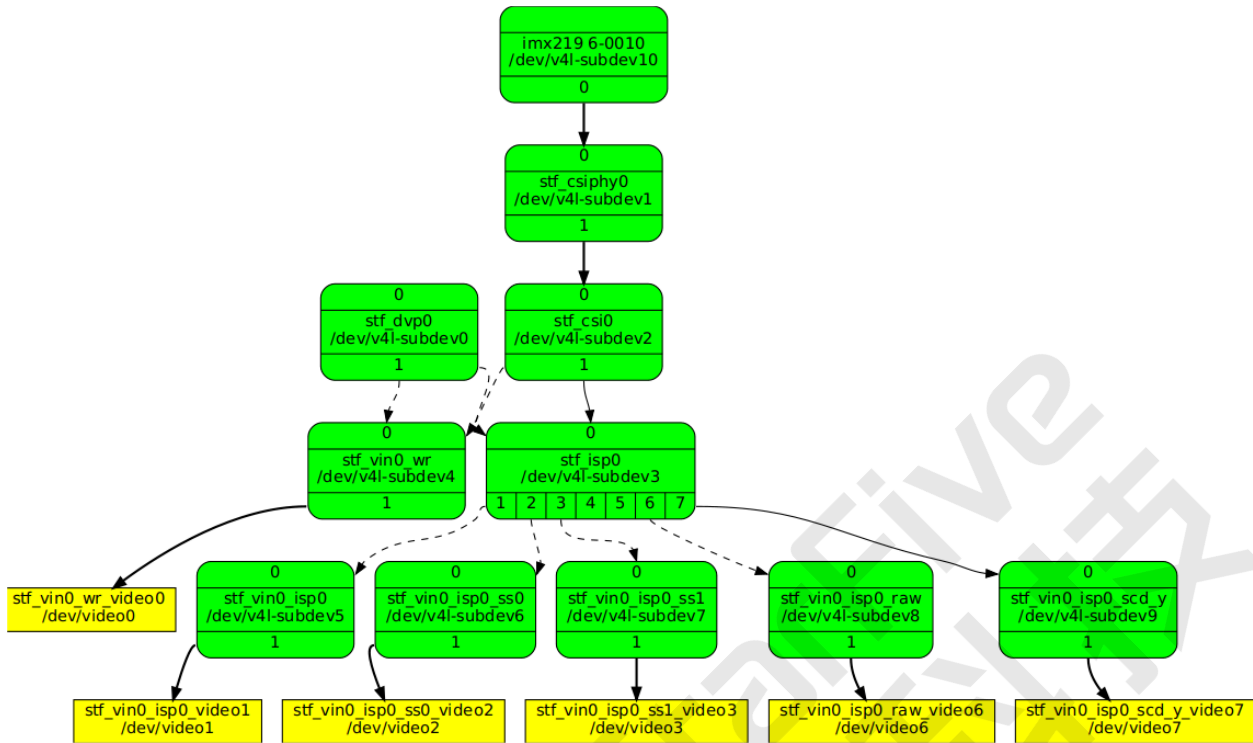 imx219 6-0010
/dev/v4l-subdev10
0
0
stf_csiphy0
/dev/v4l-subdev1
1
0
stf_dvp0
/dev/v4l-subdev0
1
0
stf_csi0
/dev/v4l-subdev2
1
0
stf_vin0_wr
/dev/v4l-subdev4
1
0
stf_isp0
/dev/v4l-subdev3
1 2 3 4 5 6 7
stf_vin0_wr_video0
/dev/video0
0
stf_vin0_isp0
/dev/v4l-subdev5
1
0
stf_vin0_isp0_ss0
/dev/v4l-subdev6
1
0
stf_vin0_isp0_ss1
/dev/v4l-subdev7
1
0
stf_vin0_isp0_raw
/dev/v4l-subdev8
1
0
stf_vin0_isp0_scd_y
/dev/v4l-subdev9
1
stf_vin0_isp0_video1
/dev/video1
stf_vin0_isp0_ss0_video2
/dev/video2
stf_vin0_isp0_ss1_video3
/dev/video3
stf_vin0_isp0_raw_video6
/dev/video6
stf_vin0_isp0_scd_y_video7
/dev/video7